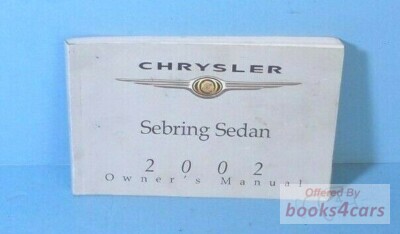 CHRYSLER
Sebring Sedan
2002
Owner's Manual
Offered By
books4cars